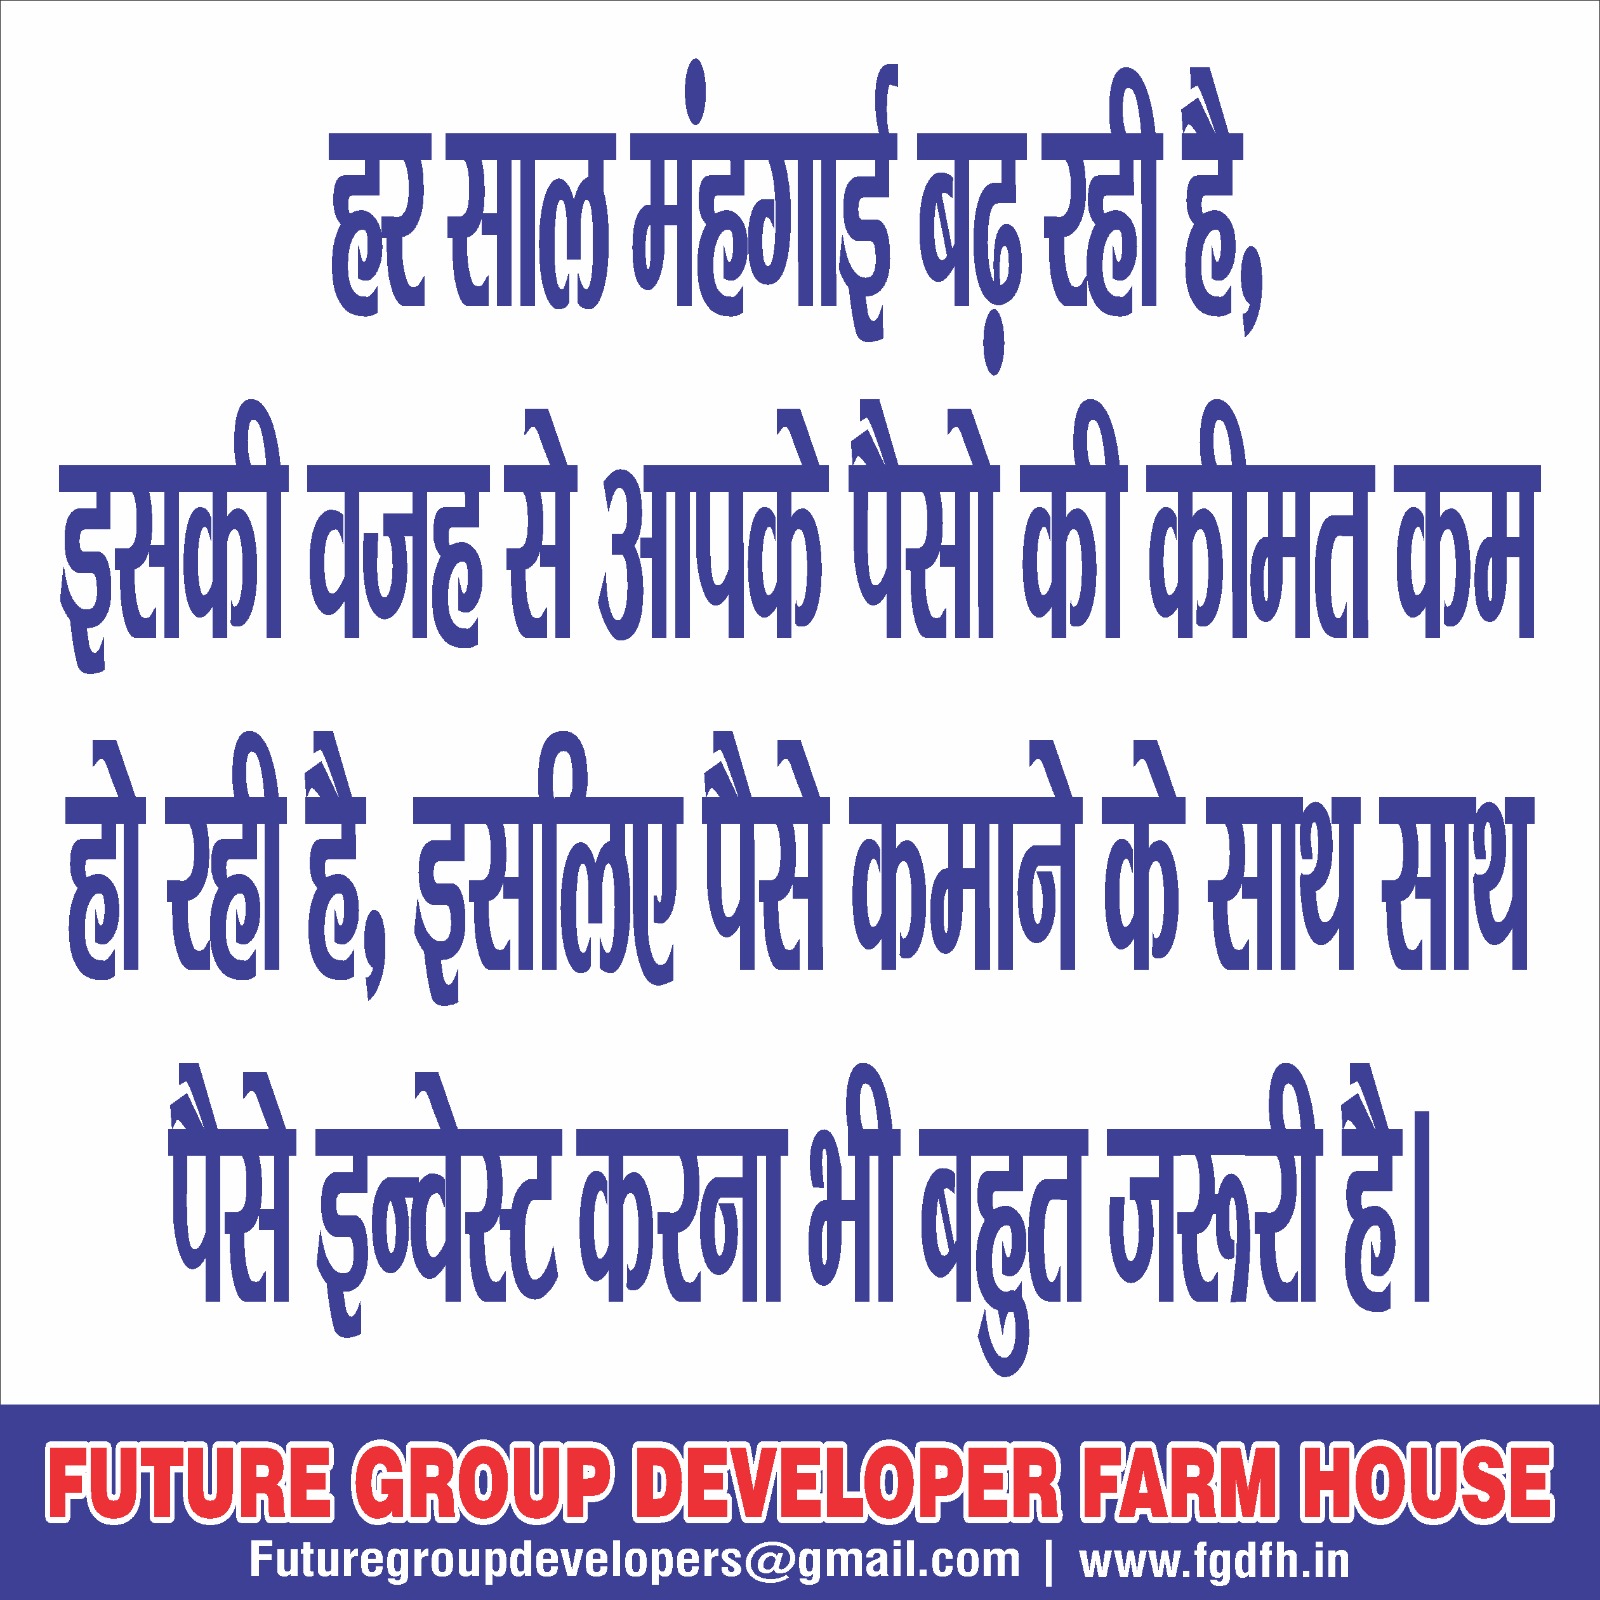 हर साल मंहगाई बढ़ रही है,
इसकी वजह से आपके पैसो की कीमत कम
हो रही है, इसलिए पैसे कमाने के साथ साथ
पैसे इन्वेस्ट करना भी बहुत जरूरी है।
FUTURE GROUP DEVELOPER FARM HOUSE
Futuregroupdevelopers@gmail.com | www.fgdfh.in